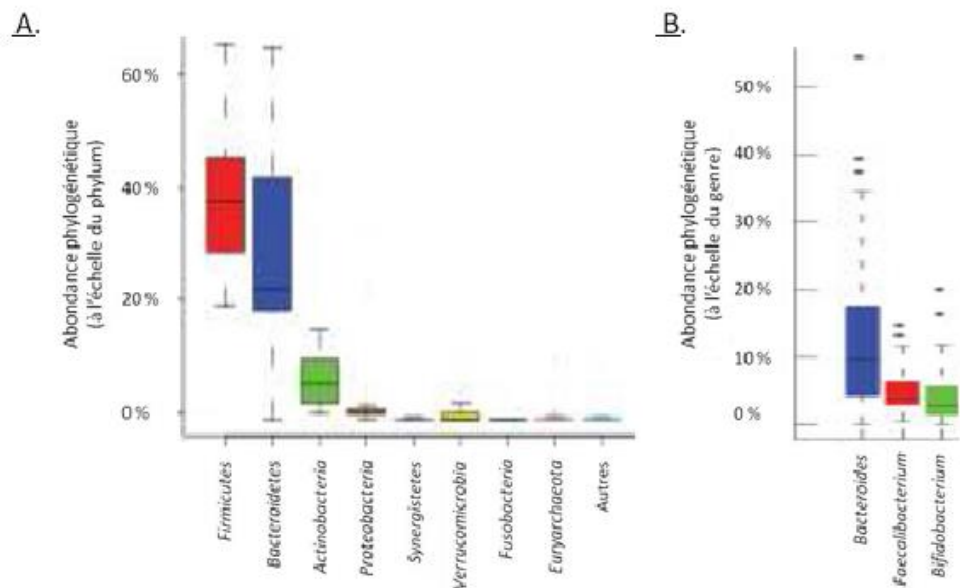 A.
Abondance phylogénétique
(à l'échelle du phylum)
60 %
40 %
20 %
0 %
Firmicutes
Bacteroidetes
Actinobacteria
Proteobacteria
Synergistetes
Verrucomicrobia
Fusobacteria
Euryarchaeota
Autres
B.
Abondance phylogénétique
(à l'échelle du genre)
50 %
40 %
30 %
20 %
10 %
0 %
Bacteroides
Faecalibacterium
Bifidobacterium